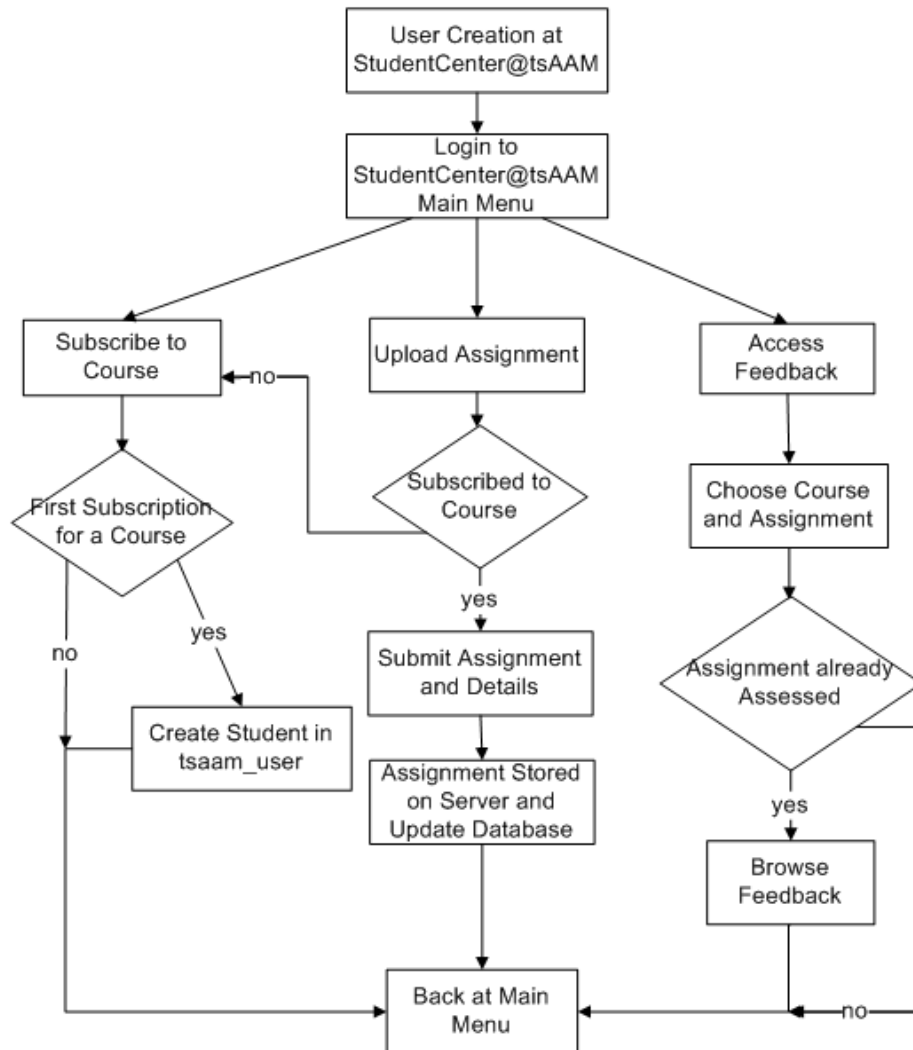 User Creation at
StudentCenter@tsAAM
Login to
StudentCenter@tsAAM
Main Menu
Subscribe to
Course
no
Upload Assignment
Access
Feedback
First Subscription
for a Course
Subscribed to
Course
Choose Course
and Assignment
no
yes
yes
Create Student in
tsaam_user
Submit Assignment
and Details
Assignment already
Assessed
Assignment Stored
on Server and
Update Database
yes
Browse
Feedback
Back at Main
Menu
no